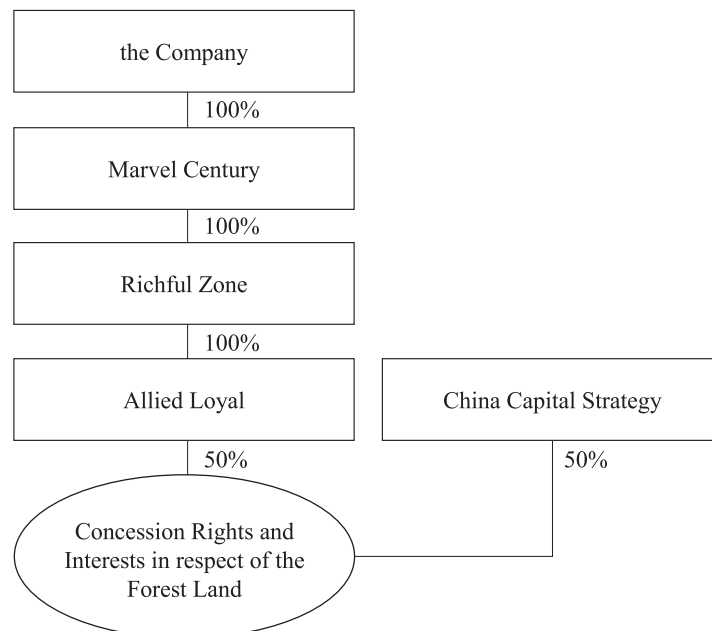 the Company
100%
Marvel Century
100%
Richful Zone
100%
Allied Loyal
China Capital Strategy
50%
50%
Concession Rights and
Interests in respect of the
Forest Land